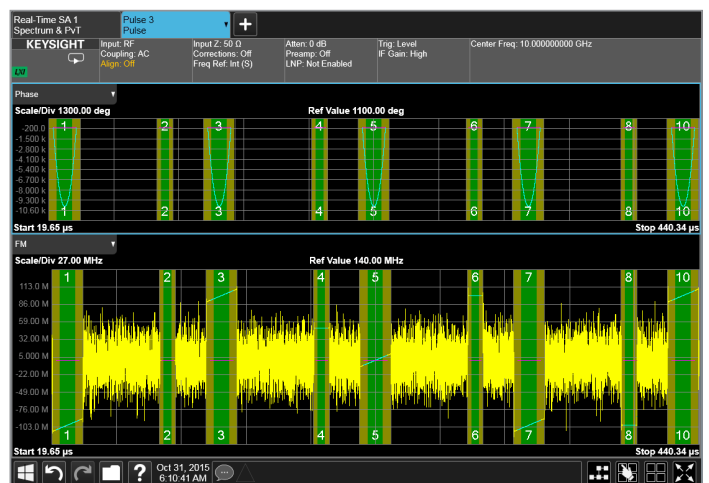 Real-Time SA 1
Spectrum & PvT
Pulse 3
Pulse
KEYSIGHT
LXI
Input: RF
Coupling: AC
Align: Off
Input Z: 50 Ω
Corrections: Off
Freq Ref: Int (S)
Atten: 0 dB
Preamp: Off
LNP: Not Enabled
Trig: Level
IF Gain: High
Center Freq: 10.000000000 GHz
Phase
Scale/Div 1300.00 deg
Ref Value 1100.00 deg
1 2 3 4 5 6 7 8 10
-200.0
-1.500 k
-2.800 k
-4.100 k
-5.400 k
-6.700 k
-8.000 k
-9.300 k
-10.60 k
1 2 3 4 5 6 7 8 10
Start 19.65 µs
Stop 440.34 µs
FM
Scale/Div 27.00 MHz
Ref Value 140.00 MHz
1 2 3 4 5 6 7 8 10
113.0 M
86.00 M
59.00 M
32.00 M
5.000 M
-22.00 M
-49.00 M
-76.00 M
-103.0 M
1 2 3 4 5 6 7 8 10
Start 19.65 µs
Stop 440.34 µs
Oct 31, 2015
6:10:41 AM